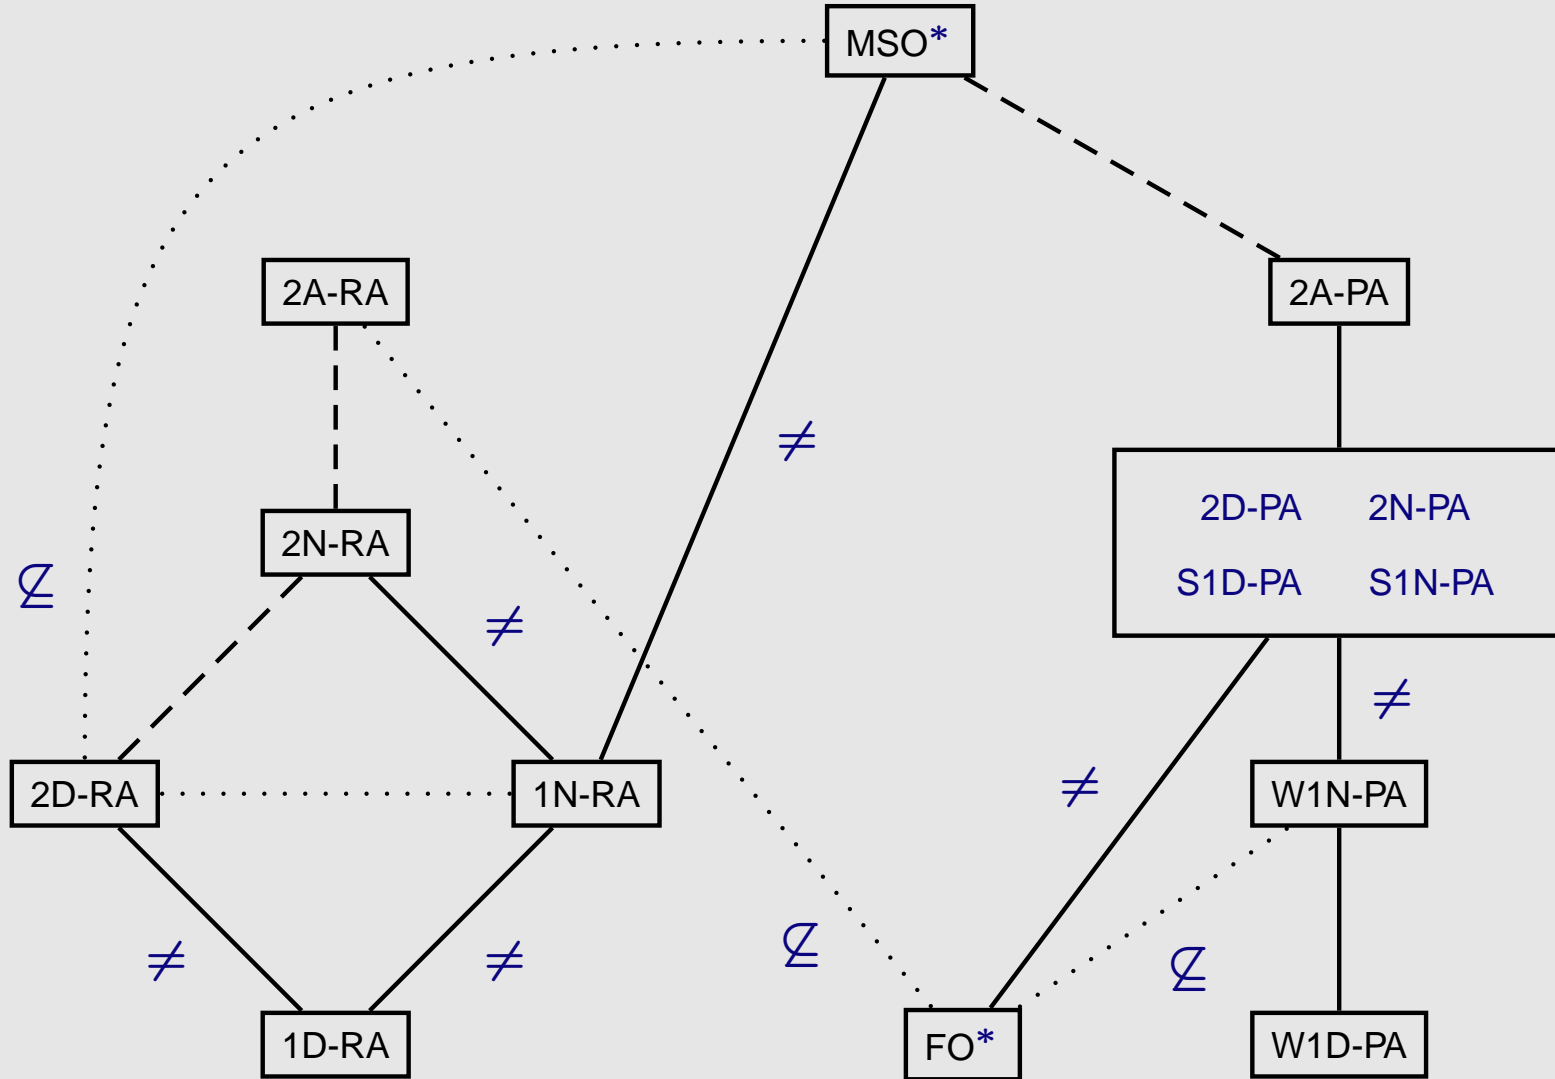 MSO*
2A-RA
2A-PA
≠
2D-PA 2N-PA
2N-RA
⊈
S1D-PA S1N-PA
≠
≠
≠
2D-RA
1N-RA
W1N-PA
⊈
⊈
≠
≠
1D-RA
FO*
W1D-PA